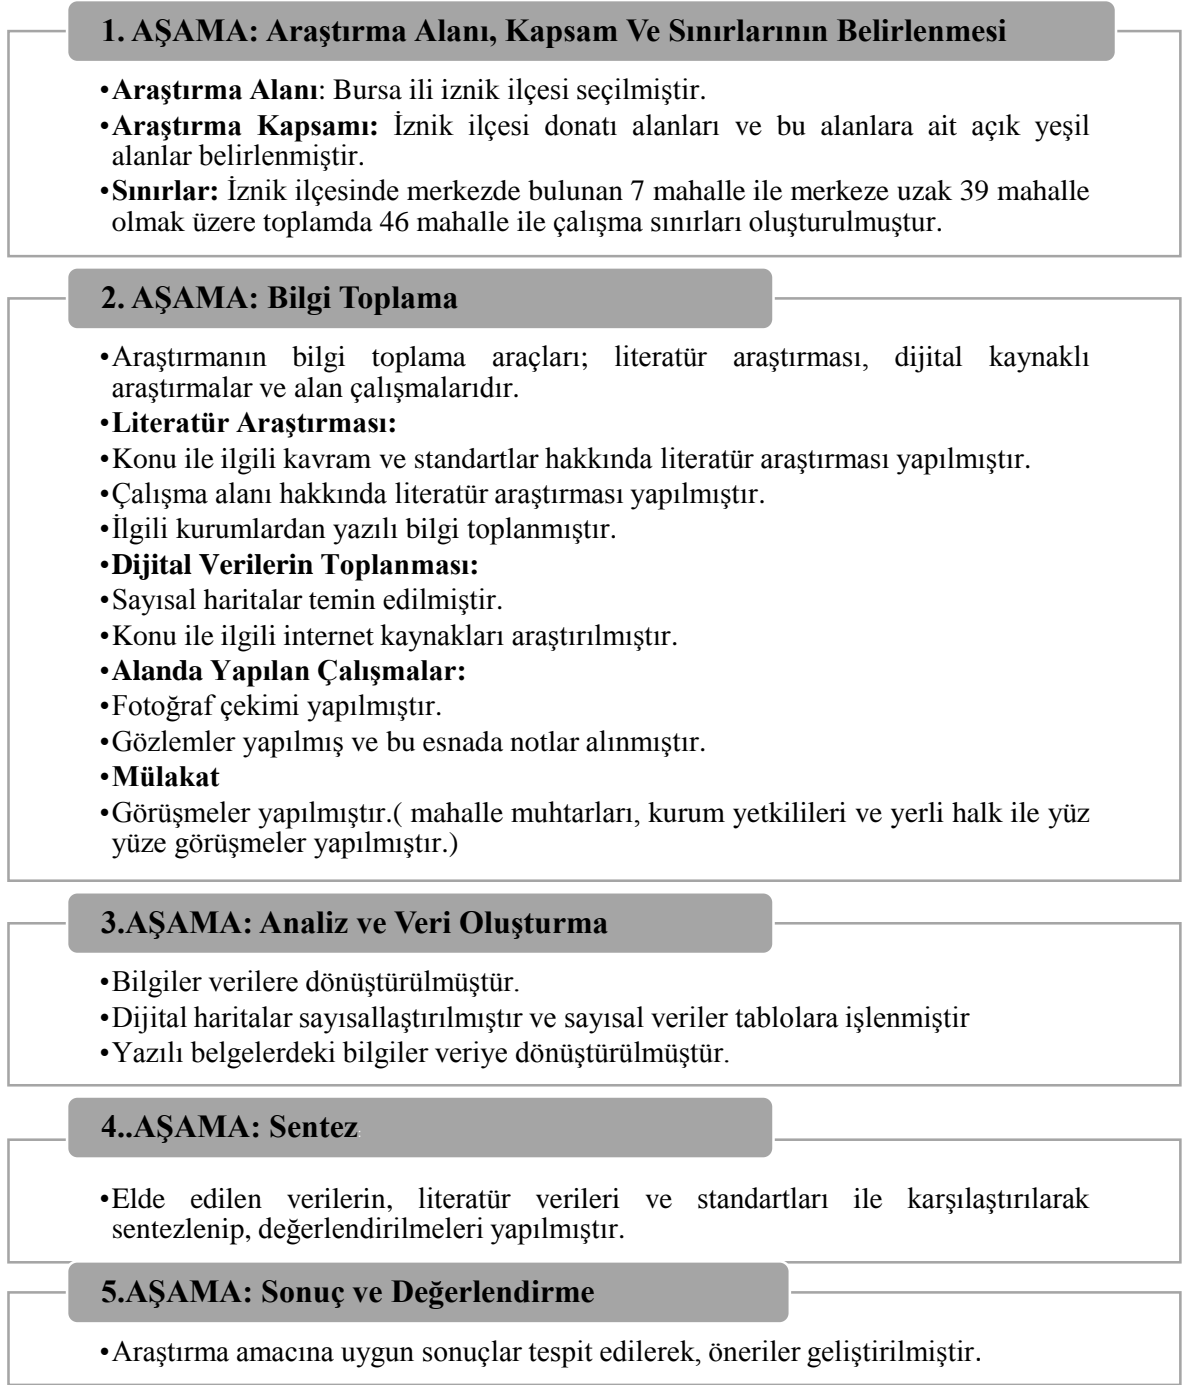 1. AŞAMA: Araştırma Alanı, Kapsam Ve Sınırlarının Belirlenmesi
•Araştırma Alanı: Bursa ili iznik ilçesi seçilmiştir.
•Araştırma Kapsamı: İznik ilçesi donatı alanları ve bu alanlara ait açık yeşil
alanlar belirlenmiştir.
•Sınırlar: İznik ilçesinde merkezde bulunan 7 mahalle ile merkeze uzak 39 mahalle
olmak üzere toplamda 46 mahalle ile çalışma sınırları oluşturulmuştur.
2. AŞAMA: Bilgi Toplama
•Araştırmanın bilgi toplama araçları; literatür araştırması, dijital kaynaklı
araştırmalar ve alan çalışmalarıdır.
•Literatür Araştırması:
•Konu ile ilgili kavram ve standartlar hakkında literatür araştırması yapılmıştır.
•Çalışma alanı hakkında literatür araştırması yapılmıştır.
•İlgili kurumlardan yazılı bilgi toplanmıştır.
•Dijital Verilerin Toplanması:
•Sayısal haritalar temin edilmiştir.
•Konu ile ilgili internet kaynakları araştırılmıştır.
•Alanda Yapılan Çalışmalar:
•Fotoğraf çekimi yapılmıştır.
•Gözlemler yapılmış ve bu esnada notlar alınmıştır.
•Mülakat
•Görüşmeler yapılmıştır.( mahalle muhtarları, kurum yetkilileri ve yerli halk ile yüz
yüze görüşmeler yapılmıştır.)
3.AŞAMA: Analiz ve Veri Oluşturma
•Bilgiler verilere dönüştürülmüştür.
•Dijital haritalar sayısallaştırılmıştır ve sayısal veriler tablolara işlenmiştir
•Yazılı belgelerdeki bilgiler veriye dönüştürülmüştür.
4..AŞAMA: Sentez
•Elde edilen verilerin, literatür verileri ve standartları ile karşılaştırılarak
sentezlenip, değerlendirilmeleri yapılmıştır.
5.AŞAMA: Sonuç ve Değerlendirme
•Araştırma amacına uygun sonuçlar tespit edilerek, öneriler geliştirilmiştir.